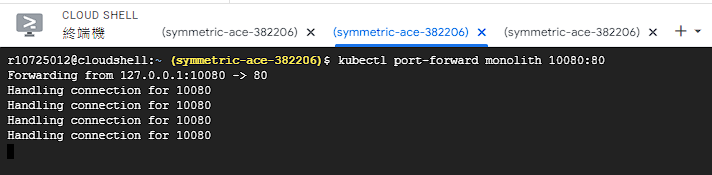 CLOUD SHELL
終端機
(symmetric-ace-382206) × (symmetric-ace-382206) × (symmetric-ace-382206) × + ▾
r10725012@cloudshell:~ (symmetric-ace-382206)$ kubectl port-forward monolith 10080:80
Forwarding from 127.0.0.1:10080 -> 80
Handling connection for 10080
Handling connection for 10080
Handling connection for 10080
Handling connection for 10080